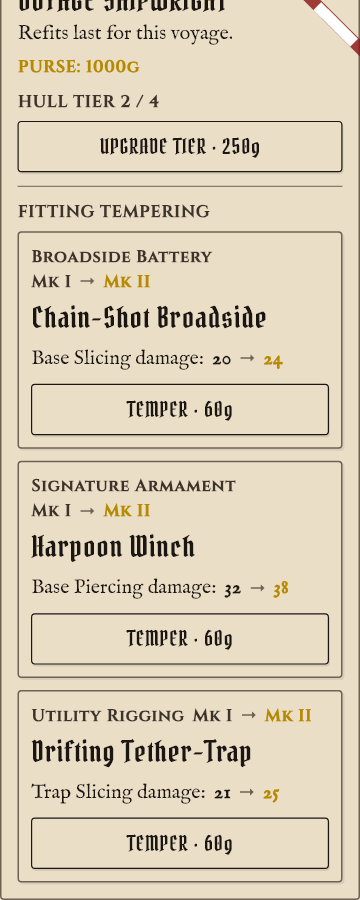 VOYAGE SHIPWRIGHT
Refits last for this voyage.
PURSE: 1000G
HULL TIER 2 / 4
UPGRADE TIER · 250g
FITTING TEMPERING
BROADSIDE BATTERY
MK I → MK II
Chain-Shot Broadside
Base Slicing damage: 20 → 24
TEMPER · 60g
SIGNATURE ARMAMENT
MK I → MK II
Harpoon Winch
Base Piercing damage: 32 → 38
TEMPER · 60g
UTILITY RIGGING MK I → MK II
Drifting Tether-Trap
Trap Slicing damage: 21 → 25
TEMPER · 60g